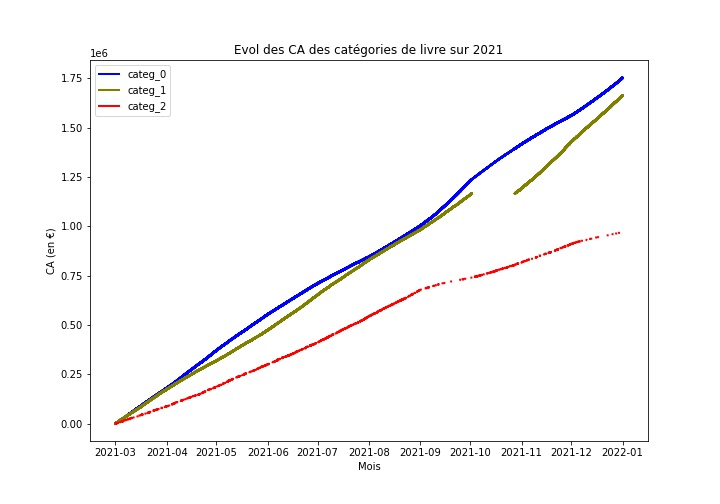 Evol des CA des catégories de livre sur 2021
1e6
categ_0
categ_1
categ_2
1.75
1.50
1.25
1.00
0.75
0.50
0.25
0.00
CA (en €)
2021-03 2021-04 2021-05 2021-06 2021-07 2021-08 2021-09 2021-10 2021-11 2021-12 2022-01
Mois